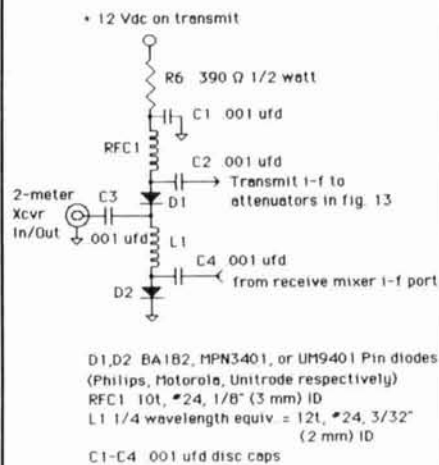 * 12 Vdc on transmit
R6 390 Ω 1/2 watt
C1 .001 ufd
RFC1
C2 .001 ufd
Transmit i-f to
attenuators in fig. 13
2-meter
Xcvr
In/Out
C3
.001 ufd
D1
L1
C4 .001 ufd
from receive mixer i-f port
D2
D1,D2 BA182, MPN3401, or UM9401 Pin diodes
(Philips, Motorola, Unitrode respectively)
RFC1 10t, #24, 1/8" (3 mm) ID
L1 1/4 wavelength equiv. = 12t, #24, 3/32"
(2 mm) ID
C1-C4 .001 ufd disc caps